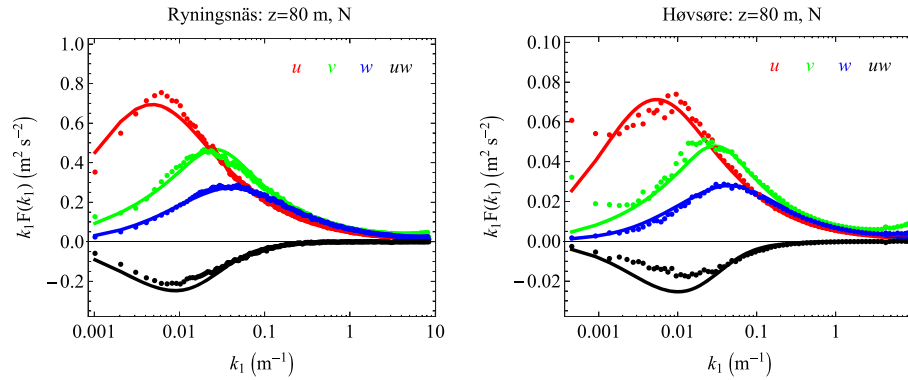 Ryningsnäs: z=80 m, N
u v w uw
k₁F(k₁) (m² s⁻²)
1.0
0.8
0.6
0.4
0.2
0.0
−0.2
0.001 0.01 0.1 1 10
k₁ (m⁻¹)
Høvsøre: z=80 m, N
u v w uw
k₁F(k₁) (m² s⁻²)
0.10
0.08
0.06
0.04
0.02
0.00
−0.02
0.001 0.01 0.1 1
k₁ (m⁻¹)